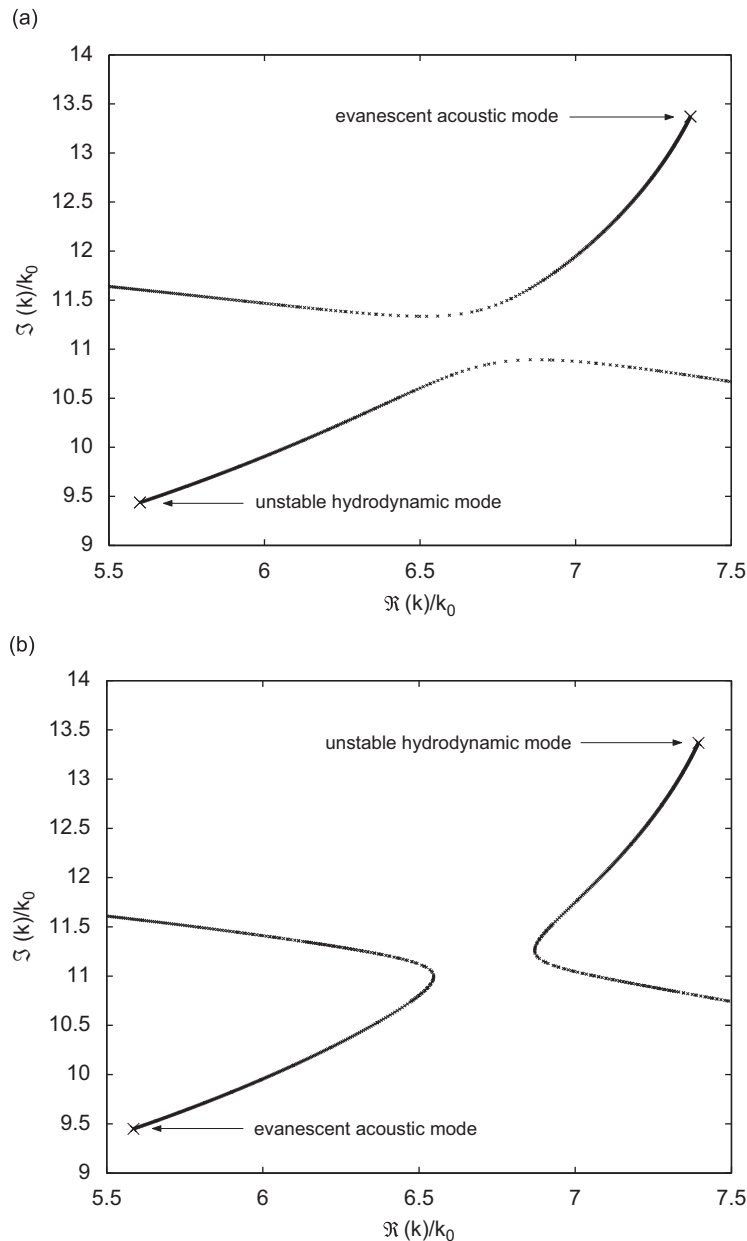 (a)
14
13.5
13
12.5
12
11.5
11
10.5
10
9.5
9
ℑ (k)/k₀
evanescent acoustic mode
unstable hydrodynamic mode
5.5 6 6.5 7 7.5
ℜ (k)/k₀
(b)
14
13.5
13
12.5
12
11.5
11
10.5
10
9.5
9
ℑ (k)/k₀
unstable hydrodynamic mode
evanescent acoustic mode
5.5 6 6.5 7 7.5
ℜ (k)/k₀